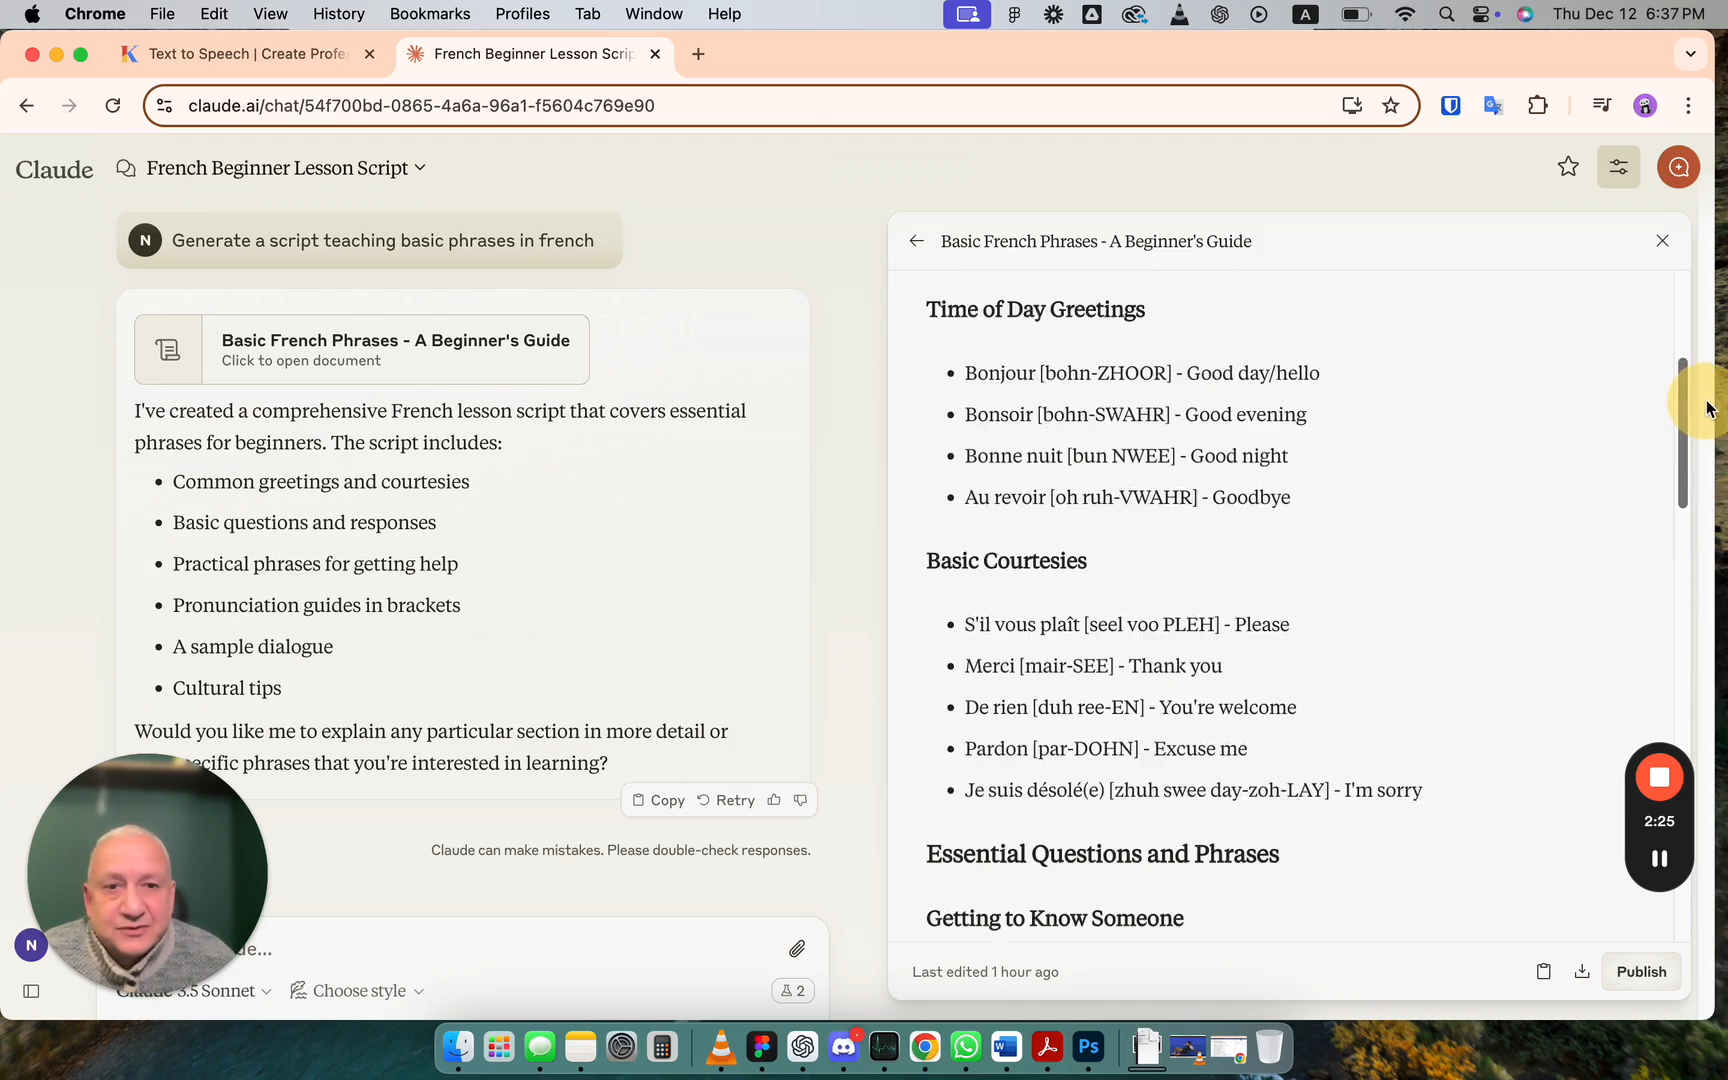 Chrome File Edit View History Bookmarks Profiles Tab Window Help A Thu Dec 12 6:37 PM
Text to Speech | Create Profe
French Beginner Lesson Scrip
claude.ai/chat/54f700bd-0865-4a6a-96a1-f5604c769e90
Claude
French Beginner Lesson Script
N
Generate a script teaching basic phrases in french
Basic French Phrases - A Beginner's Guide
Click to open document
I've created a comprehensive French lesson script that covers essential
phrases for beginners. The script includes:
• Common greetings and courtesies
• Basic questions and responses
• Practical phrases for getting help
• Pronunciation guides in brackets
• A sample dialogue
• Cultural tips
Would you like me to explain any particular section in more detail or
phrases that you're interested in learning?
Copy Retry
Claude can make mistakes. Please double-check responses.
N
3.5 Sonnet Choose style 2
Basic French Phrases - A Beginner's Guide
Time of Day Greetings
• Bonjour [bohn-ZHOOR] - Good day/hello
• Bonsoir [bohn-SWAHR] - Good evening
• Bonne nuit [bun NWEE] - Good night
• Au revoir [oh ruh-VWAHR] - Goodbye
Basic Courtesies
• S'il vous plaît [seel voo PLEH] - Please
• Merci [mair-SEE] - Thank you
• De rien [duh ree-EN] - You're welcome
• Pardon [par-DOHN] - Excuse me
• Je suis désolé(e) [zhuh swee day-zoh-LAY] - I'm sorry
Essential Questions and Phrases
Getting to Know Someone
Last edited 1 hour ago
Publish
2:25
W
Ps